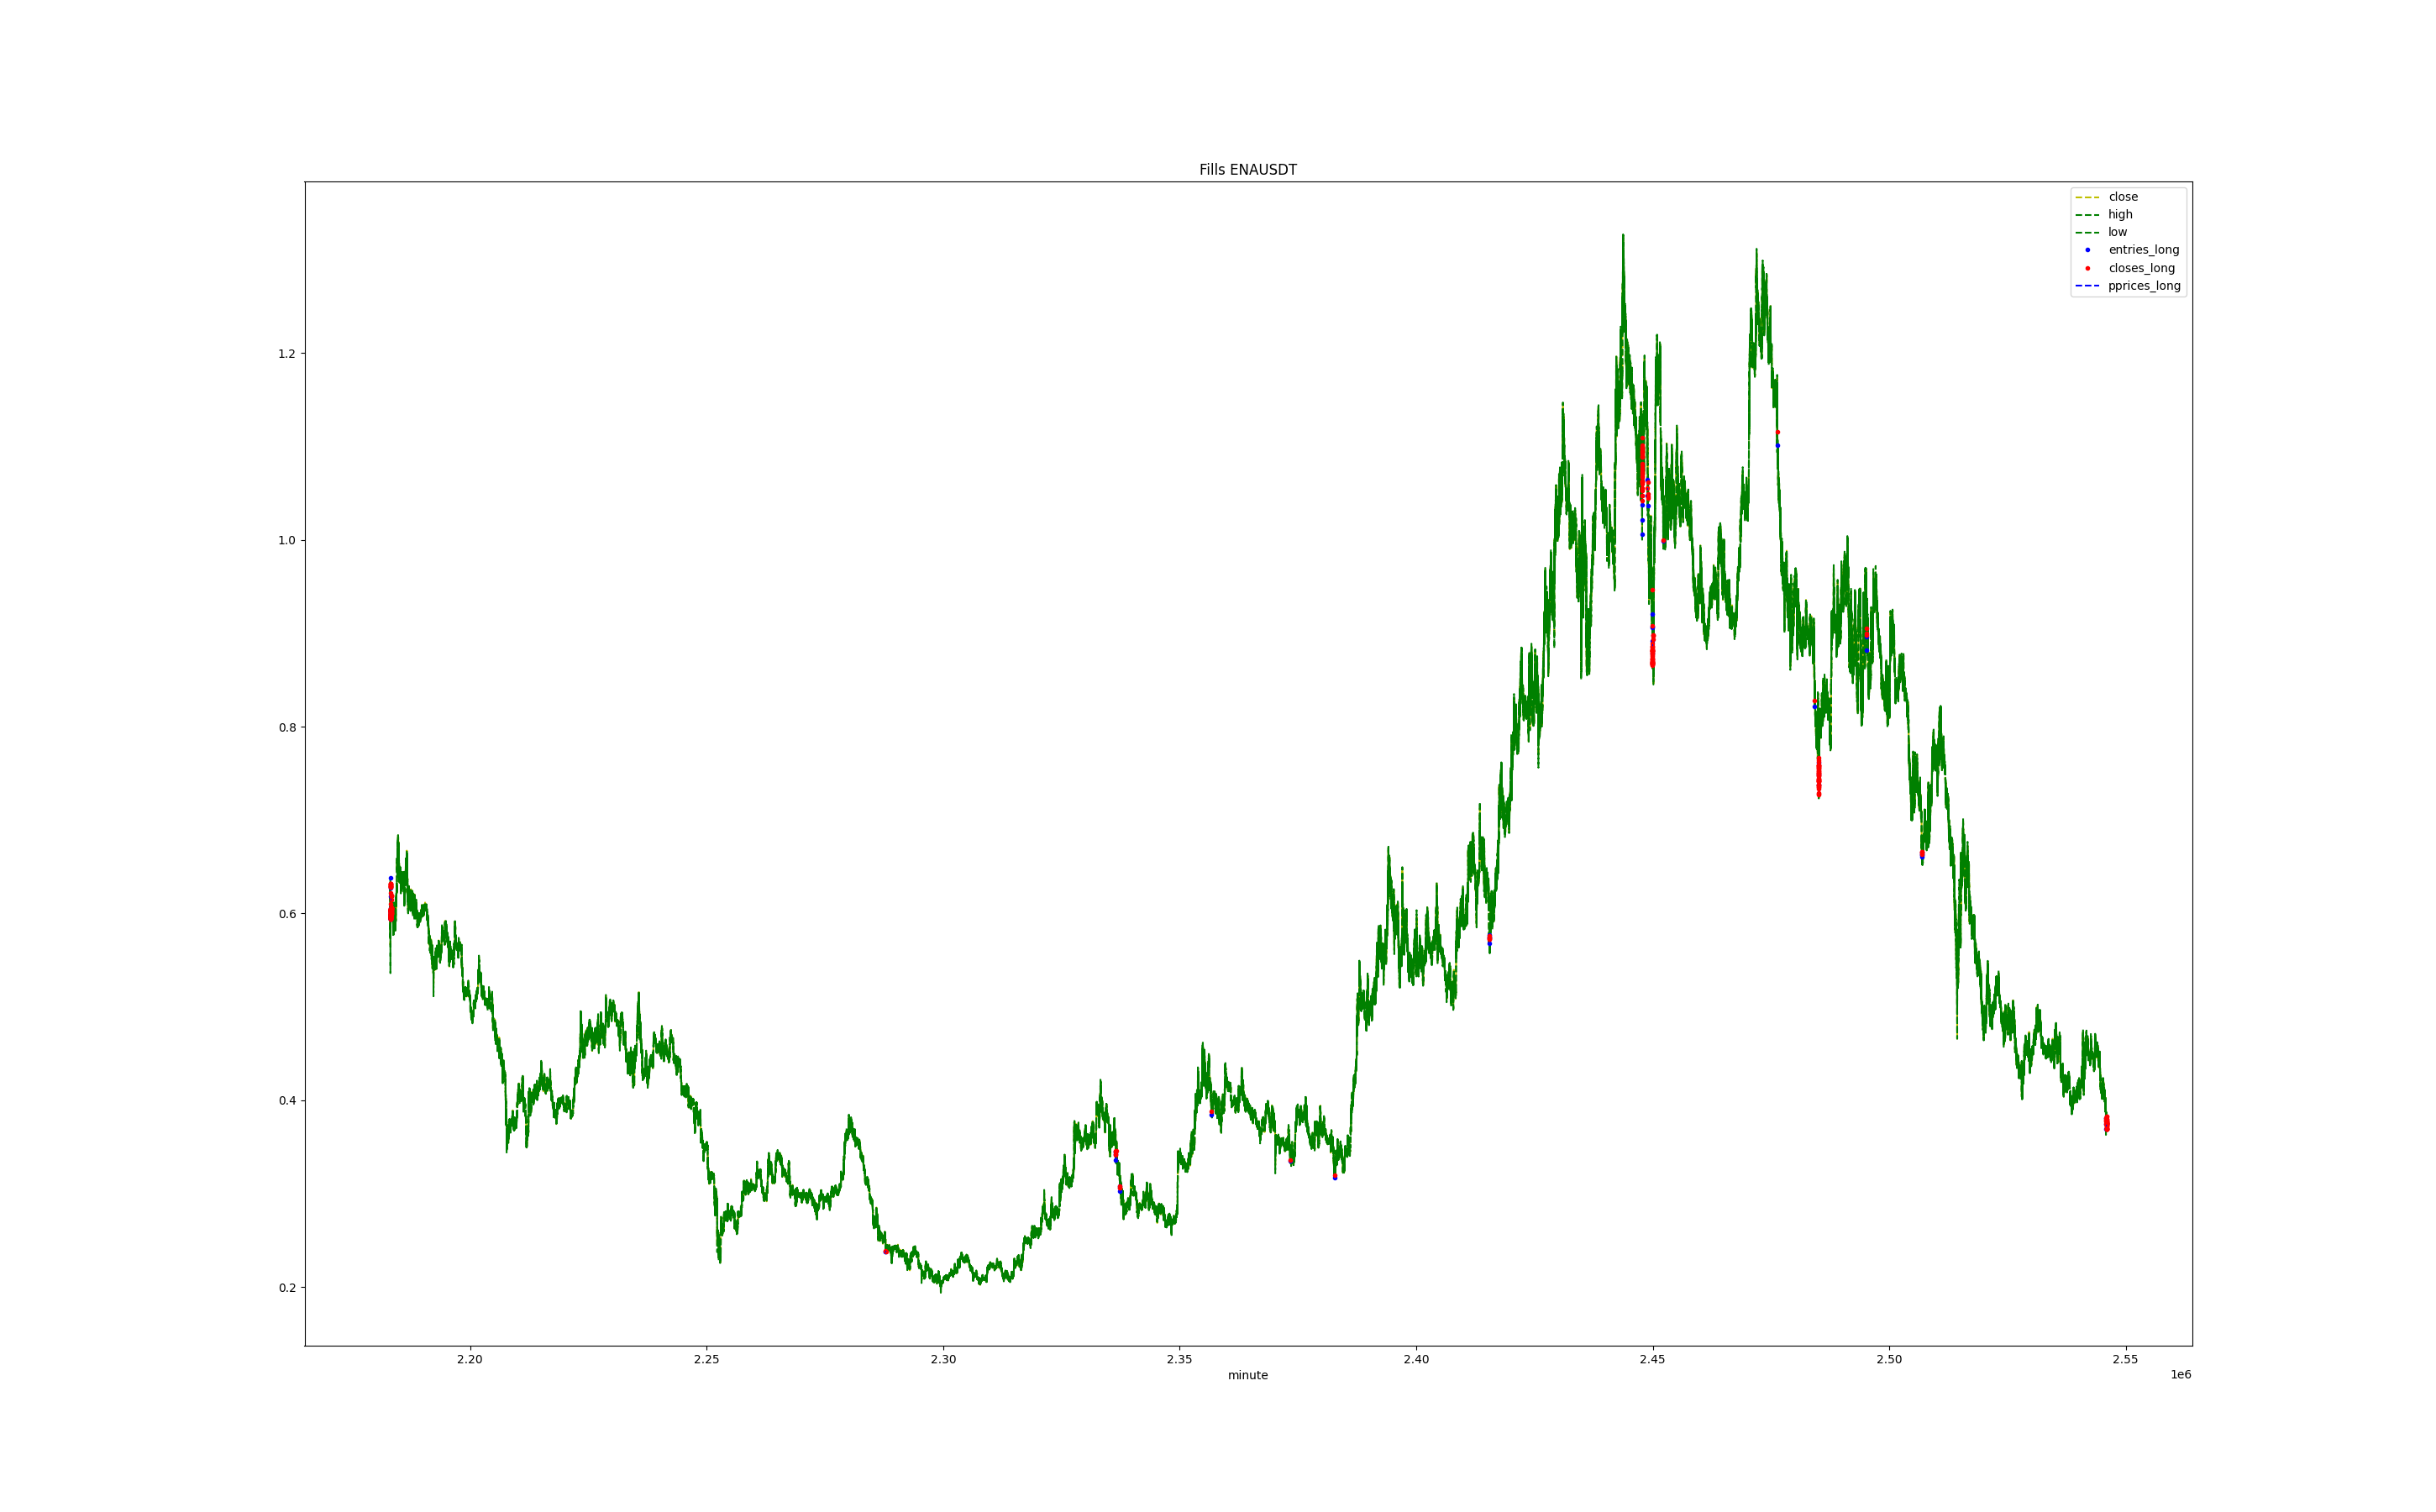 Fills ENAUSDT
close
high
low
entries_long
closes_long
pprices_long
1.2
1.0
0.8
0.6
0.4
0.2
2.20 2.25 2.30 2.35 2.40 2.45 2.50 2.55
minute
1e6